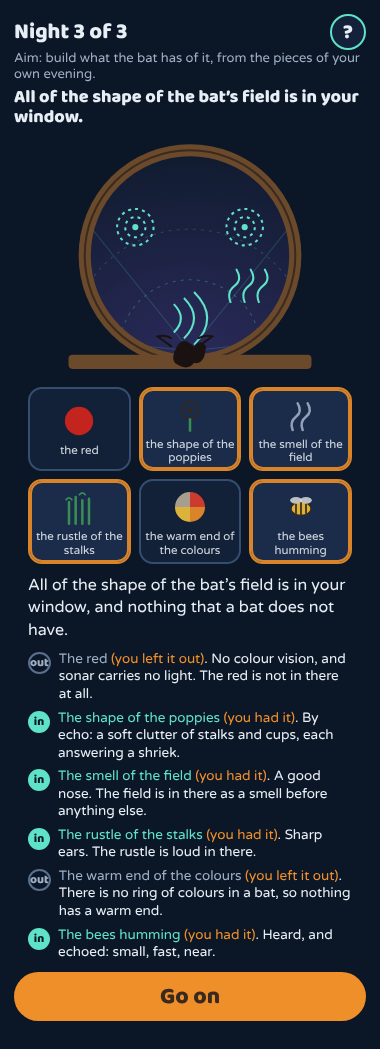 Night 3 of 3
?
Aim: build what the bat has of it, from the pieces of your
own evening.
All of the shape of the bat's field is in your
window.
the red
the shape of the
poppies
the smell of the
field
the rustle of the
stalks
the warm end of
the colours
the bees
humming
All of the shape of the bat's field is in your
window, and nothing that a bat does not
have.
out The red (you left it out). No colour vision, and
sonar carries no light. The red is not in there
at all.
in The shape of the poppies (you had it). By
echo: a soft clutter of stalks and cups, each
answering a shriek.
in The smell of the field (you had it). A good
nose. The field is in there as a smell before
anything else.
in The rustle of the stalks (you had it). Sharp
ears. The rustle is loud in there.
out The warm end of the colours (you left it out).
There is no ring of colours in a bat, so nothing
has a warm end.
in The bees humming (you had it). Heard, and
echoed: small, fast, near.
Go on